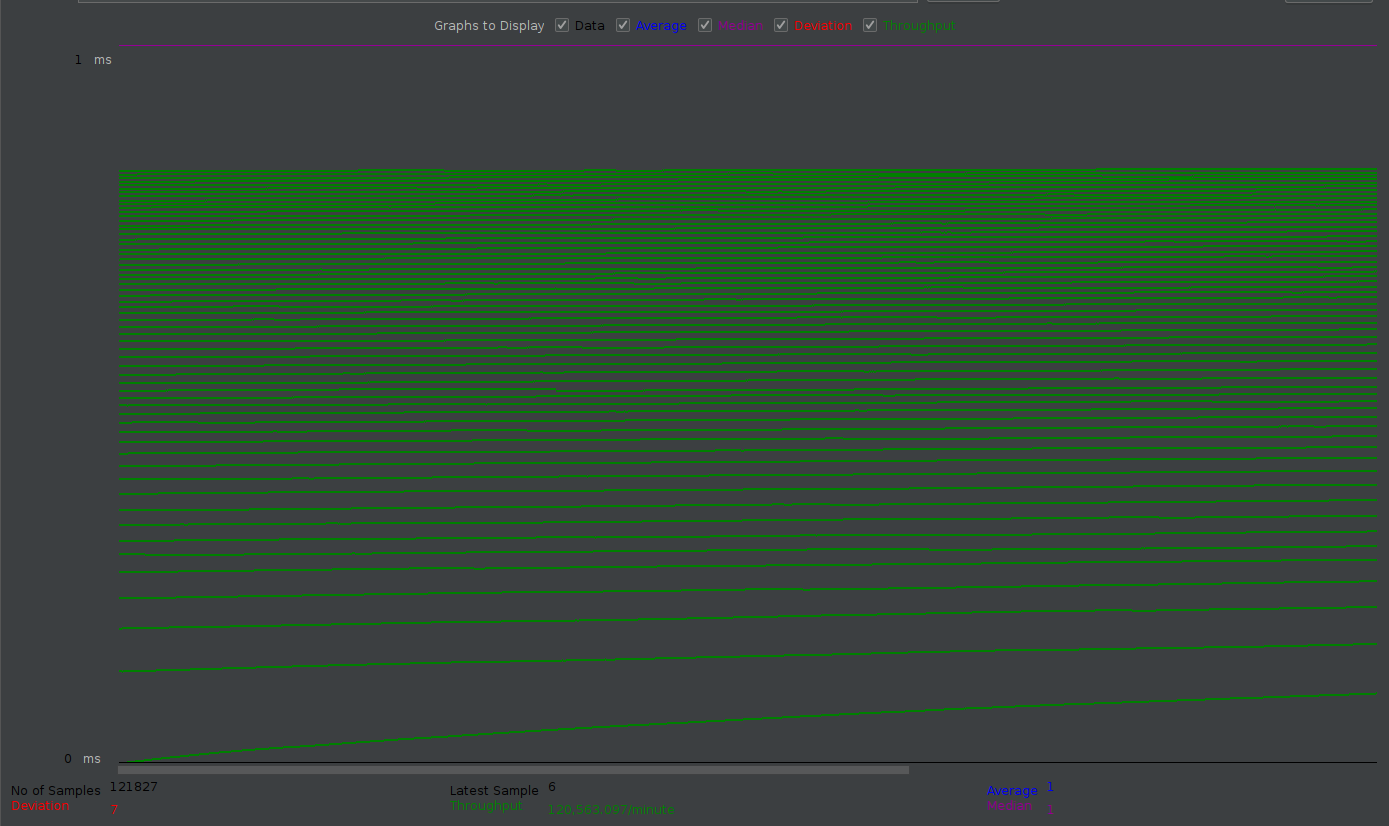 Graphs to Display Data Average Median Deviation Throughput
1 ms
0 ms
No of Samples 121827 Latest Sample 6 Average 1
Deviation 7 Throughput 120,563.097/minute Median 1